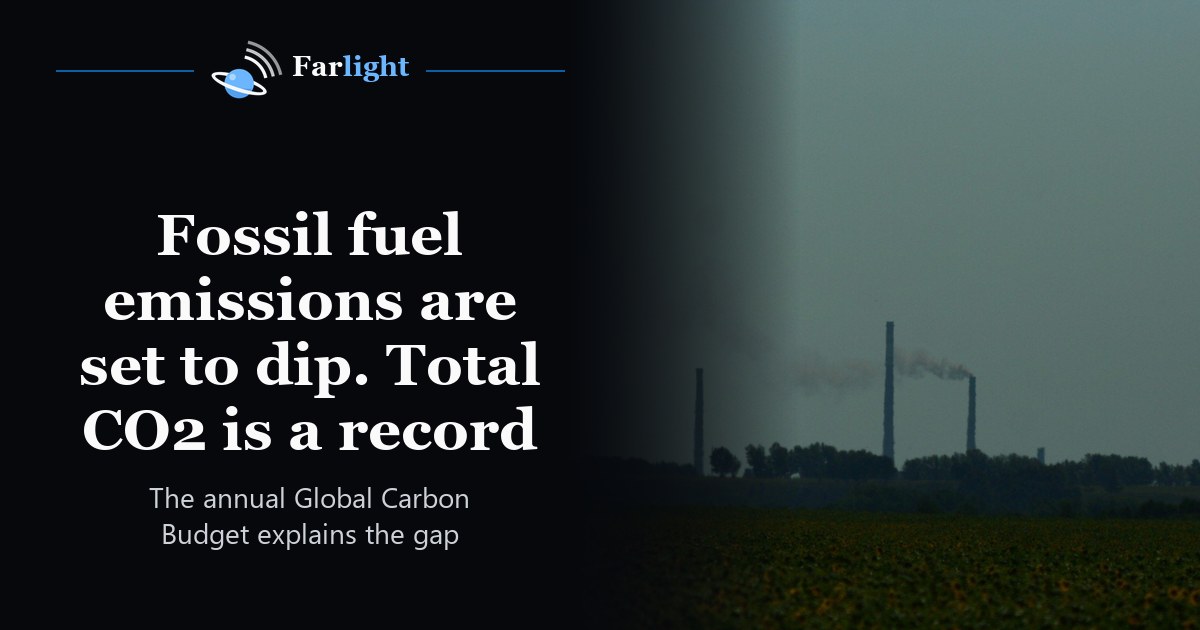 Farlight
Fossil fuel
emissions are
set to dip. Total
CO2 is a record
The annual Global Carbon
Budget explains the gap